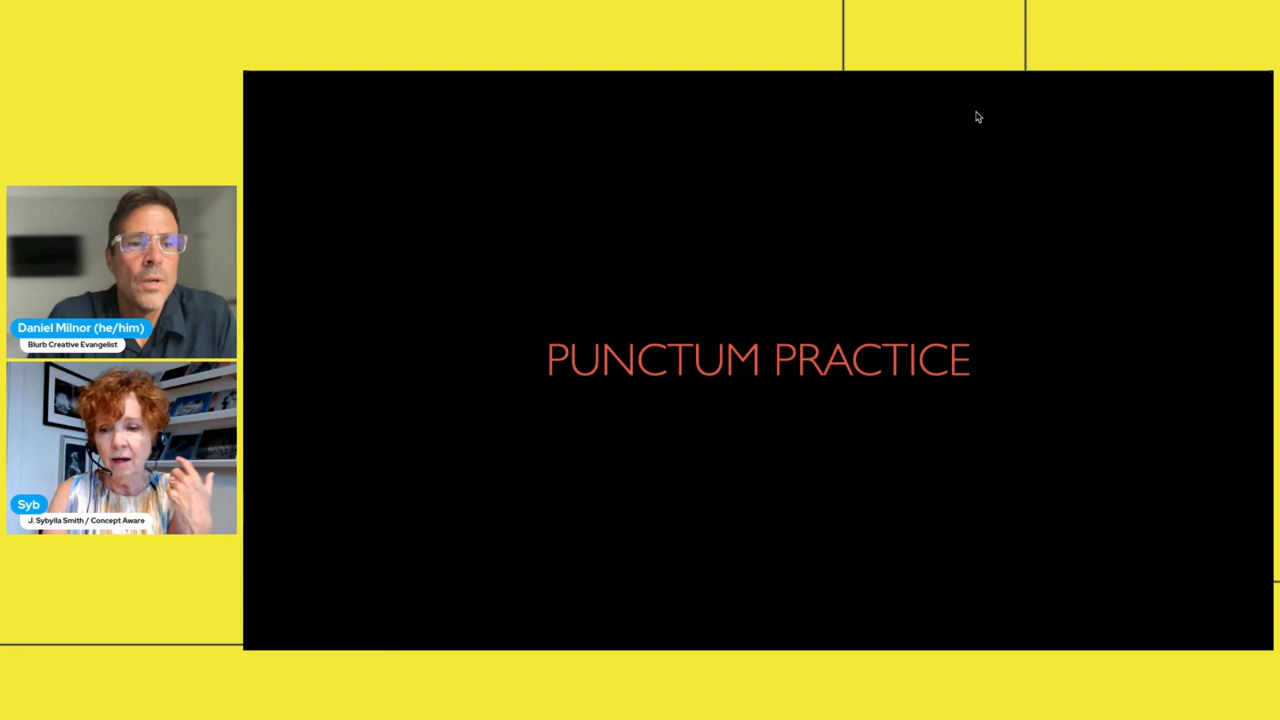 Daniel Milnor (he/him)
Blurb Creative Evangelist
Syb
J. Sybylla Smith / Concept Aware
PUNCTUM PRACTICE